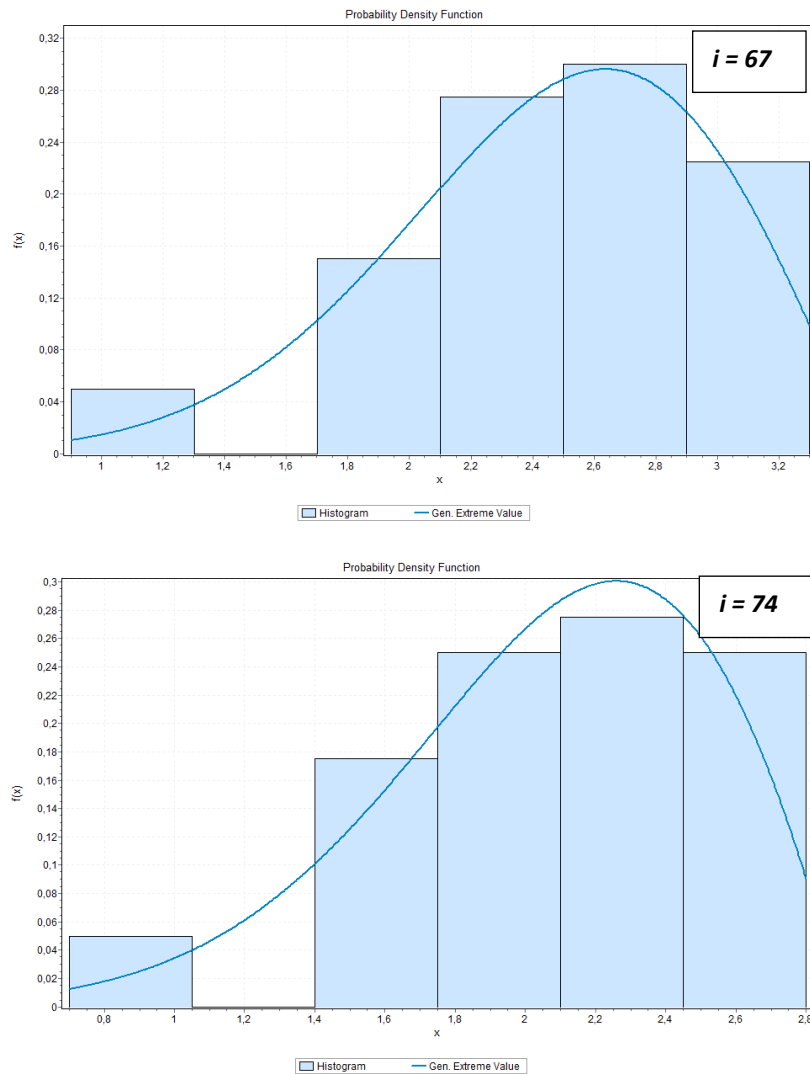 Probability Density Function
i = 67
0,32
0,28
0,24
0,2
0,16
0,12
0,08
0,04
0
f(x)
1 1,2 1,4 1,6 1,8 2 2,2 2,4 2,6 2,8 3 3,2
x
Histogram Gen. Extreme Value
Probability Density Function
i = 74
0,3
0,28
0,26
0,24
0,22
0,2
0,18
0,16
0,14
0,12
0,1
0,08
0,06
0,04
0,02
0
f(x)
0,8 1 1,2 1,4 1,6 1,8 2 2,2 2,4 2,6 2,8
x
Histogram Gen. Extreme Value